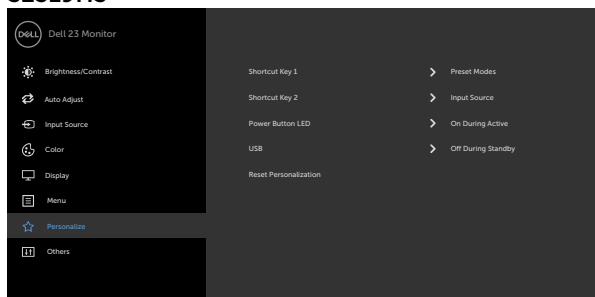 DELL
Dell 23 Monitor
Brightness/Contrast
Auto Adjust
Input Source
Color
Display
Menu
Personalize
Others
Shortcut Key 1 > Preset Modes
Shortcut Key 2 > Input Source
Power Button LED > On During Active
USB > Off During Standby
Reset Personalization